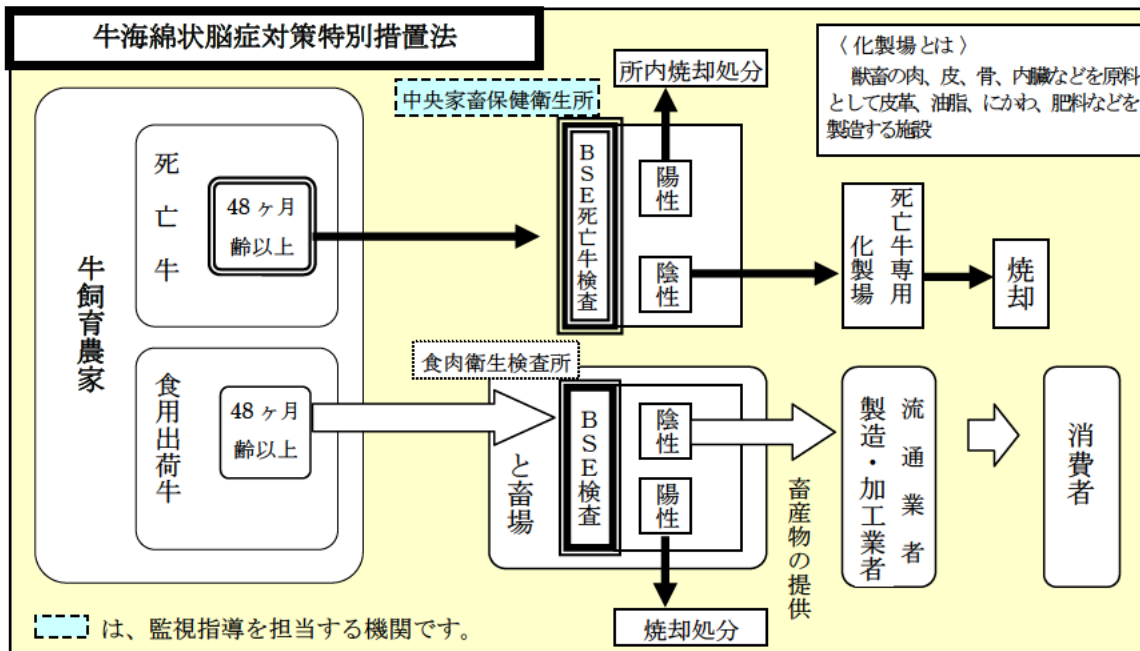 牛海綿状脳症対策特別措置法
〈 化製場とは 〉
獣畜の肉、皮、骨、内臓などを原料
として皮革、油脂、にかわ、肥料などを
製造する施設
所内焼却処分
中央家畜保健衛生所
牛飼育農家
死亡牛
48 ヶ月
齢以上
BSE死亡牛検査
陽性
陰性
死亡牛専用
化製場
焼却
食肉衛生検査所
食用出荷牛
48 ヶ月
齢以上
と畜場
BSE検査
陰性
陽性
焼却処分
畜産物の提供
流通業者
製造・加工業者
消費者
は、監視指導を担当する機関です。